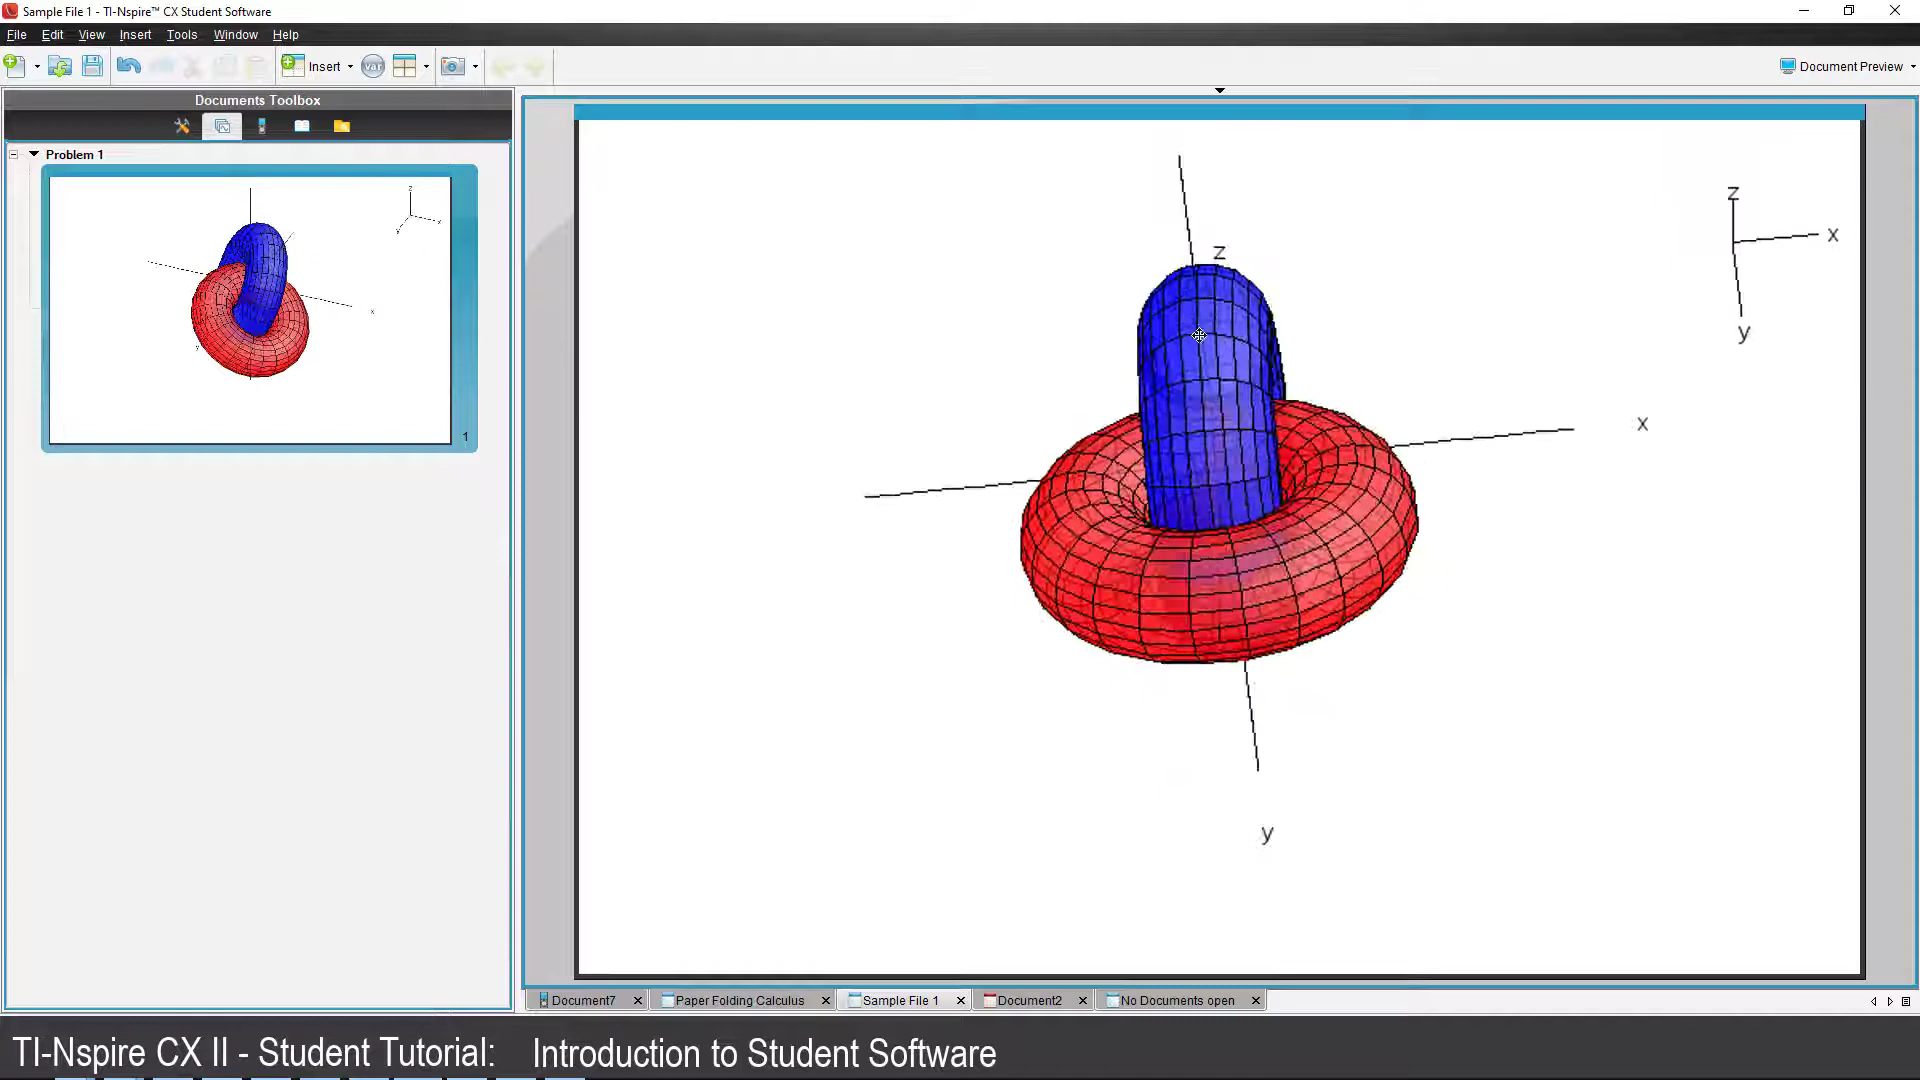 Sample File 1 - TI-Nspire™ CX Student Software
File Edit View Insert Tools Window Help
Insert var Document Preview
Documents Toolbox
Problem 1
z
x
y
x
y
1
z
x
y
z
x
y
Document7 Paper Folding Calculus Sample File 1 Document2 No Documents open
TI-Nspire CX II - Student Tutorial: Introduction to Student Software